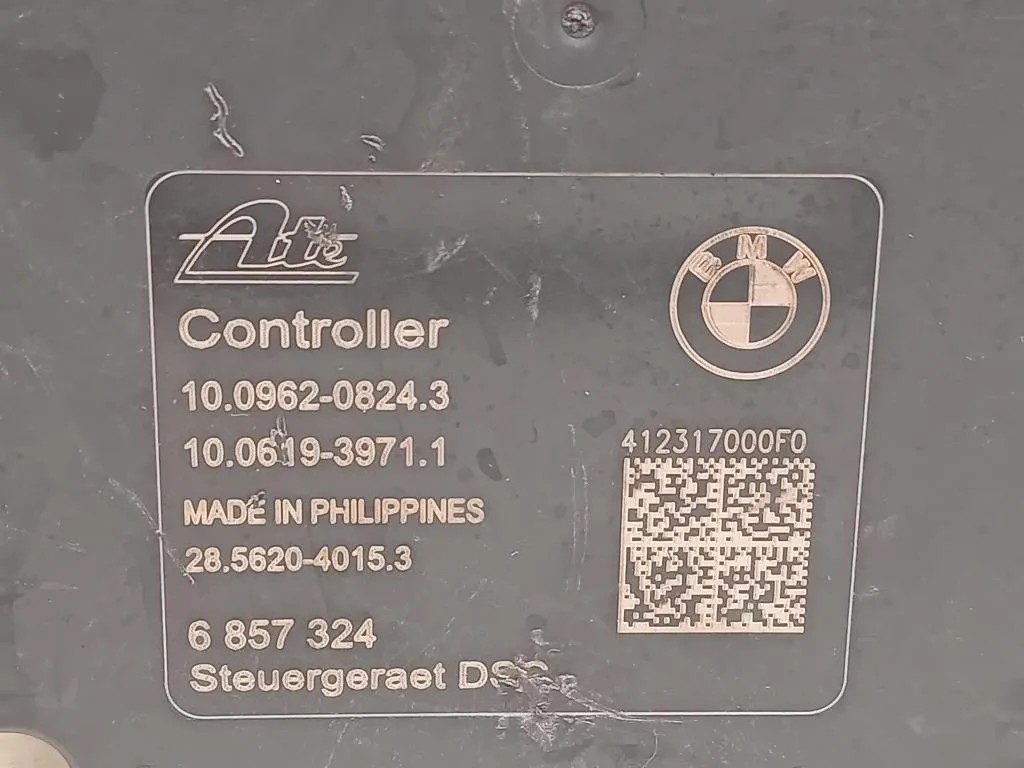 Ate
BMW
Controller
10.0962-0824.3
10.0619-3971.1
412317000F0
MADE IN PHILIPPINES
28.5620-4015.3
6 857 324
Steuergeraet DSC